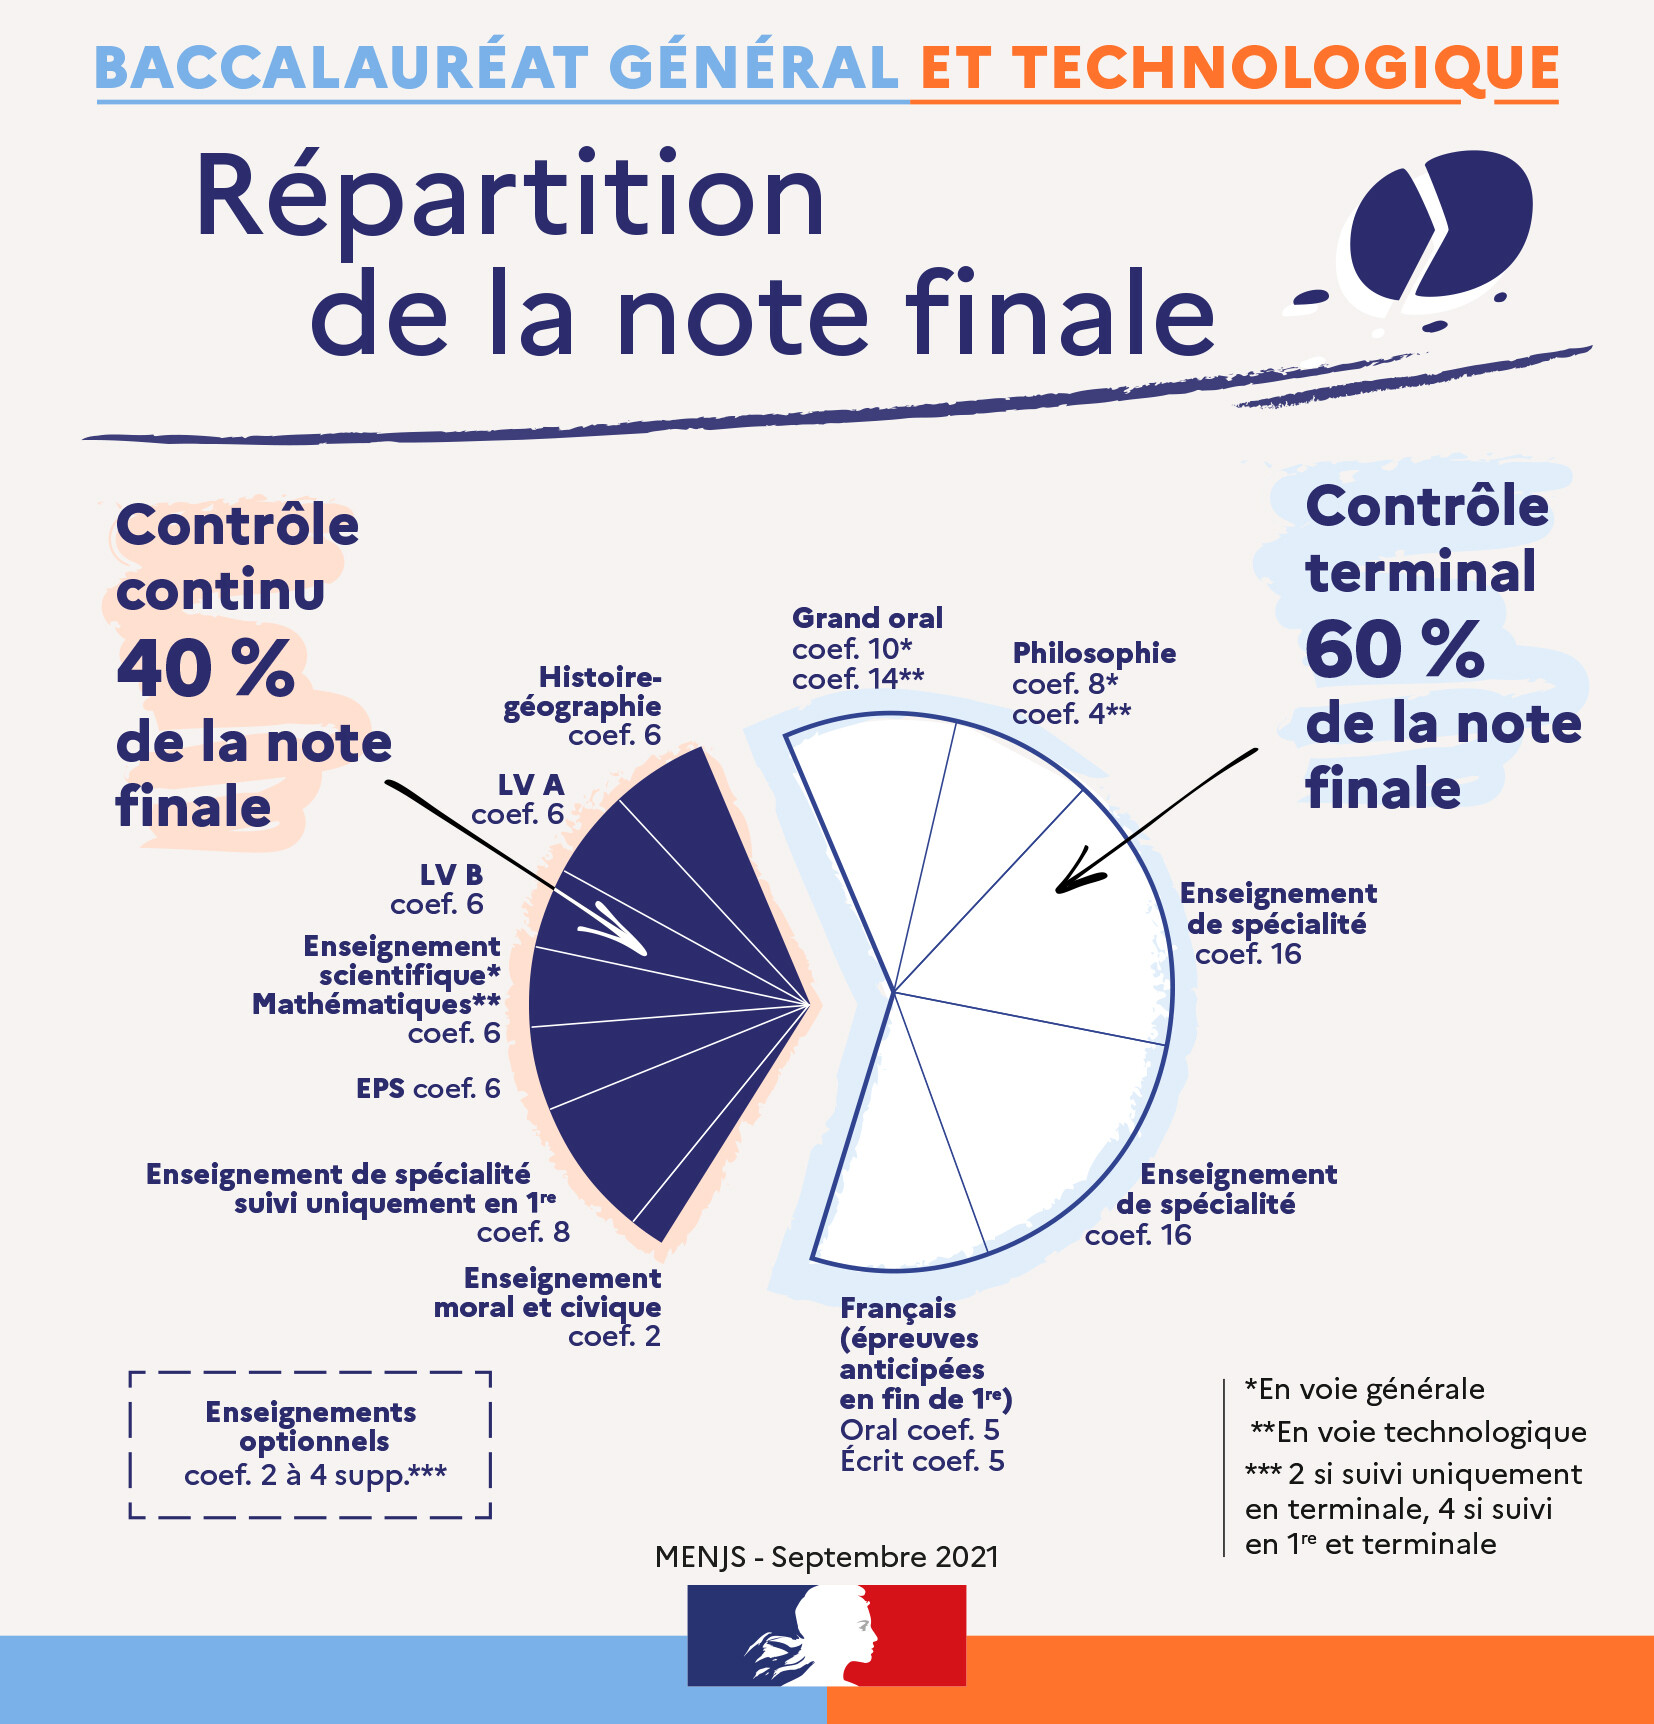 BACCALAURÉAT GÉNÉRAL ET TECHNOLOGIQUE
Répartition
de la note finale
Contrôle
continu
40 %
de la note
finale
Contrôle
terminal
60 %
de la note
finale
Histoire-
géographie
coef. 6
LV A
coef. 6
LV B
coef. 6
Enseignement
scientifique*
Mathématiques**
coef. 6
EPS coef. 6
Enseignement de spécialité
suivi uniquement en 1re
coef. 8
Enseignement
moral et civique
coef. 2
Grand oral
coef. 10*
coef. 14**
Philosophie
coef. 8*
coef. 4**
Enseignement
de spécialité
coef. 16
Enseignement
de spécialité
coef. 16
Français
(épreuves
anticipées
en fin de 1re)
Oral coef. 5
Écrit coef. 5
Enseignements
optionnels
coef. 2 à 4 supp.***
*En voie générale
**En voie technologique
*** 2 si suivi uniquement
en terminale, 4 si suivi
en 1re et terminale
MENJS - Septembre 2021